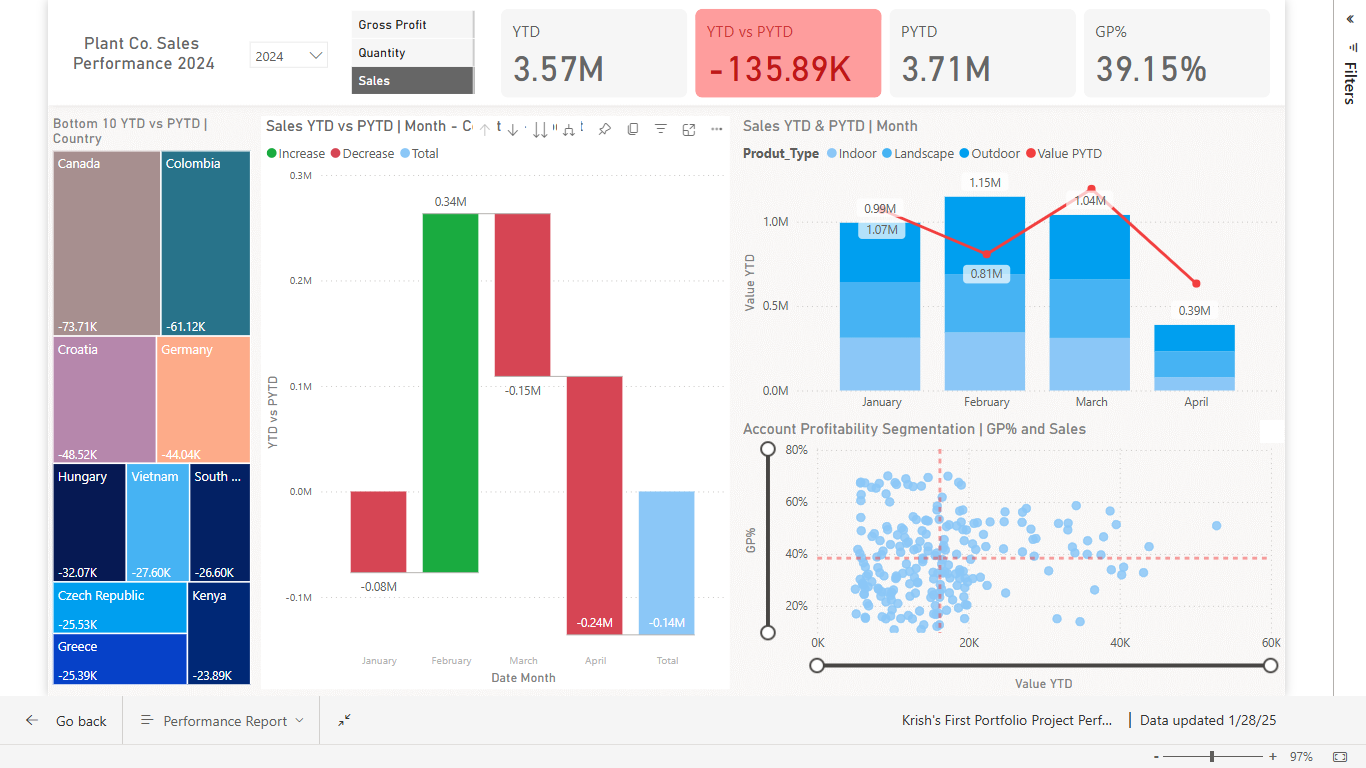 Plant Co. Sales
Performance 2024
2024
Gross Profit
Quantity
Sales
YTD
3.57M
YTD vs PYTD
-135.89K
PYTD
3.71M
GP%
39.15%
Filters
Bottom 10 YTD vs PYTD |
Country
Canada
-73.71K
Colombia
-61.12K
Croatia
-48.52K
Germany
-44.04K
Hungary
-32.07K
Vietnam
-27.60K
South ...
-26.60K
Czech Republic
-25.53K
Kenya
-23.89K
Greece
-25.39K
Sales YTD vs PYTD | Month - C
Increase Decrease Total
YTD vs PYTD
0.3M
0.2M
0.1M
0.0M
-0.1M
-0.08M
0.34M
-0.15M
-0.24M
-0.14M
January February March April Total
Date Month
Sales YTD & PYTD | Month
Produt_Type Indoor Landscape Outdoor Value PYTD
Value YTD
1.0M
0.5M
0.0M
0.99M
1.07M
1.15M
0.81M
1.04M
0.39M
January February March April
Account Profitability Segmentation | GP% and Sales
GP%
80%
60%
40%
20%
0K 20K 40K 60K
Value YTD
Go back
Performance Report
Krish's First Portfolio Project Perf...
Data updated 1/28/25
- + 97%